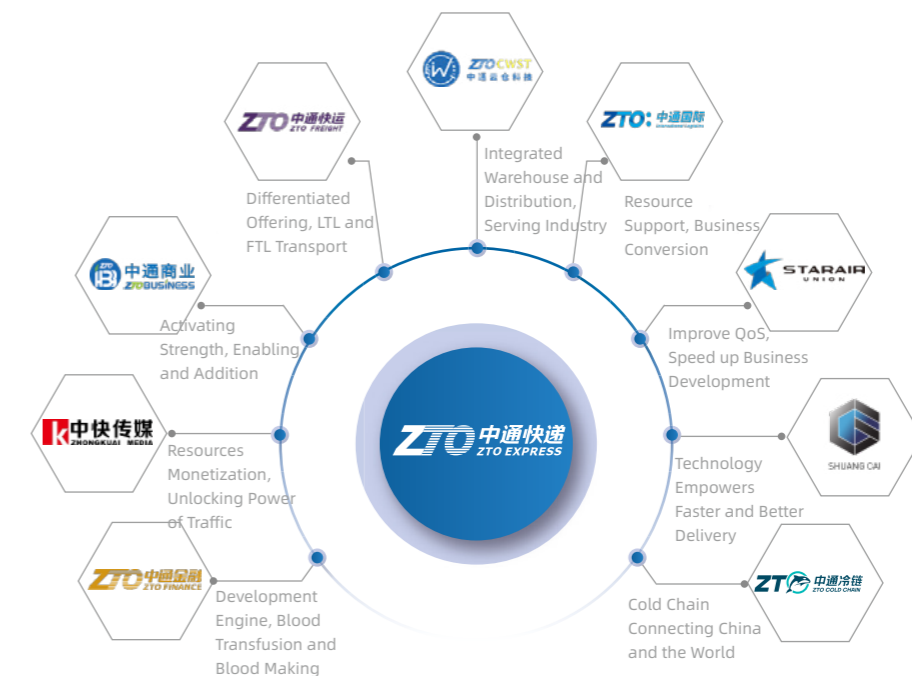 ZTO CWST
中通云仓科技
Integrated
Warehouse and
Distribution,
Serving Industry
ZTO 中通快运
ZTO FREIGHT
Differentiated
Offering, LTL and
FTL Transport
ZTO: 中通国际
International Logistics
Resource
Support, Business
Conversion
ZTO
中通商业
ZTO BUSINESS
Activating
Strength, Enabling
and Addition
STARAIR
UNION
Improve QoS,
Speed up Business
Development
中快传媒
ZHONGKUAI MEDIA
Resources
Monetization,
Unlocking Power
of Traffic
ZTO 中通快递
ZTO EXPRESS
SHUANG CAI
Technology
Empowers
Faster and Better
Delivery
ZTO 中通金融
ZTO FINANCE
Development
Engine, Blood
Transfusion and
Blood Making
ZTO 中通冷链
ZTO COLD CHAIN
Cold Chain
Connecting China
and the World